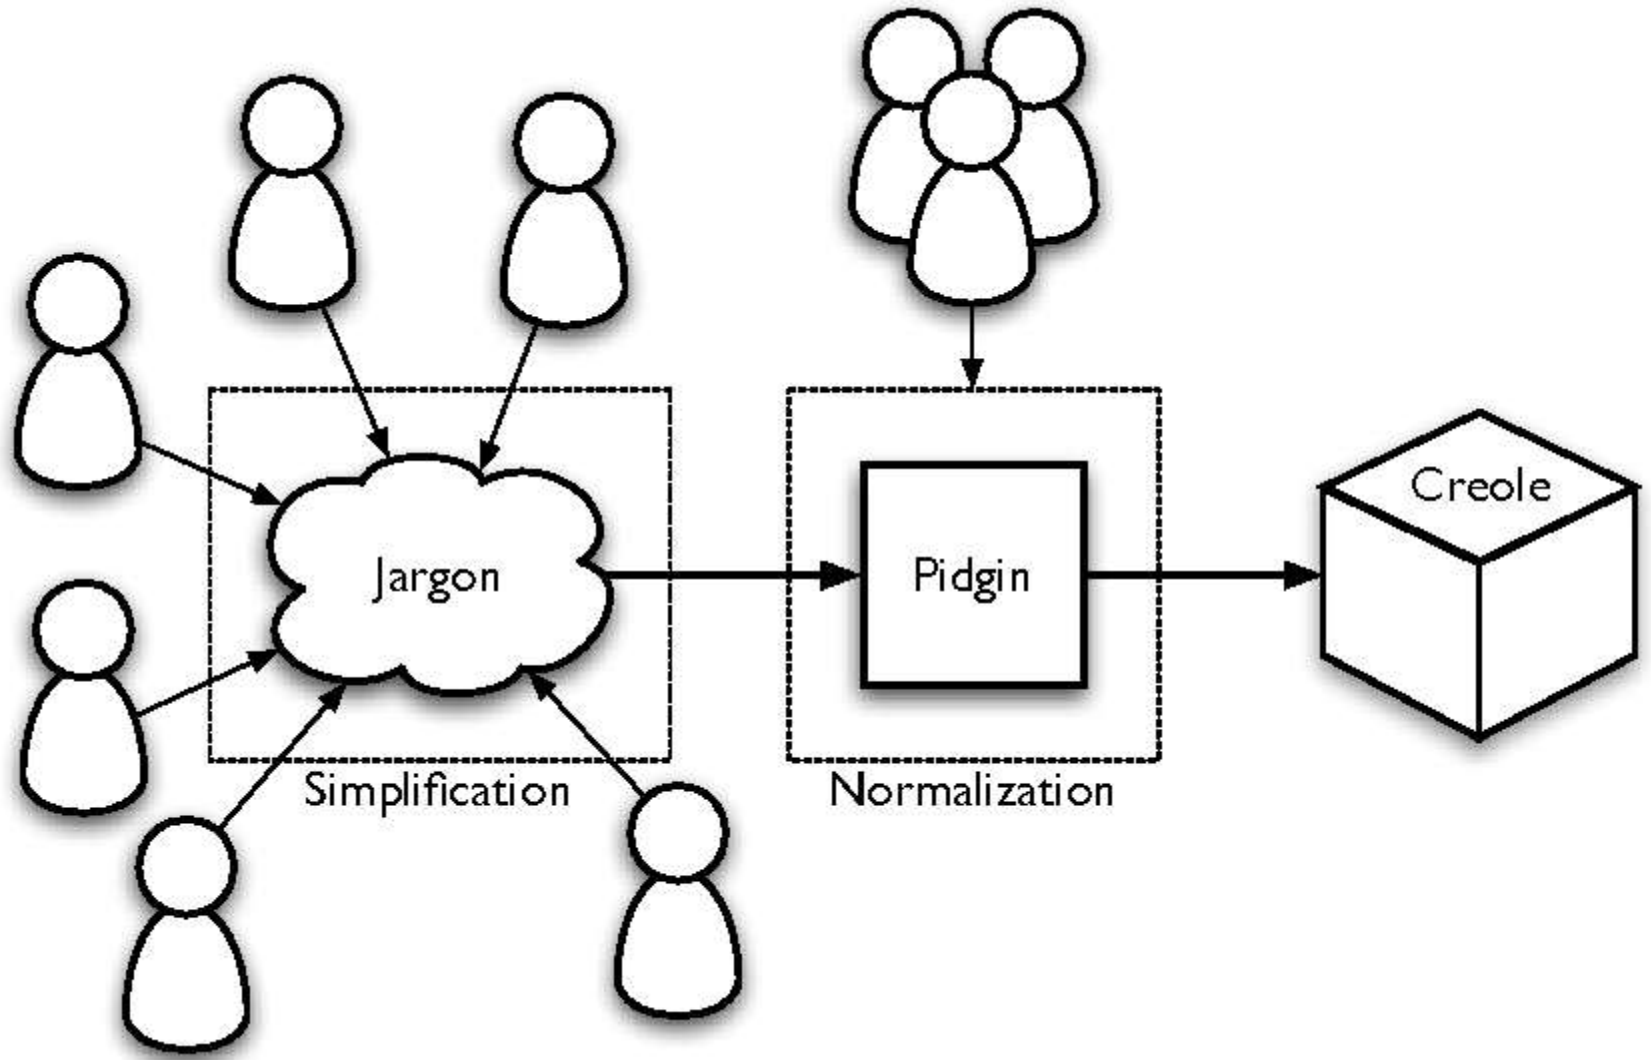 Jargon
Simplification
Pidgin
Normalization
Creole